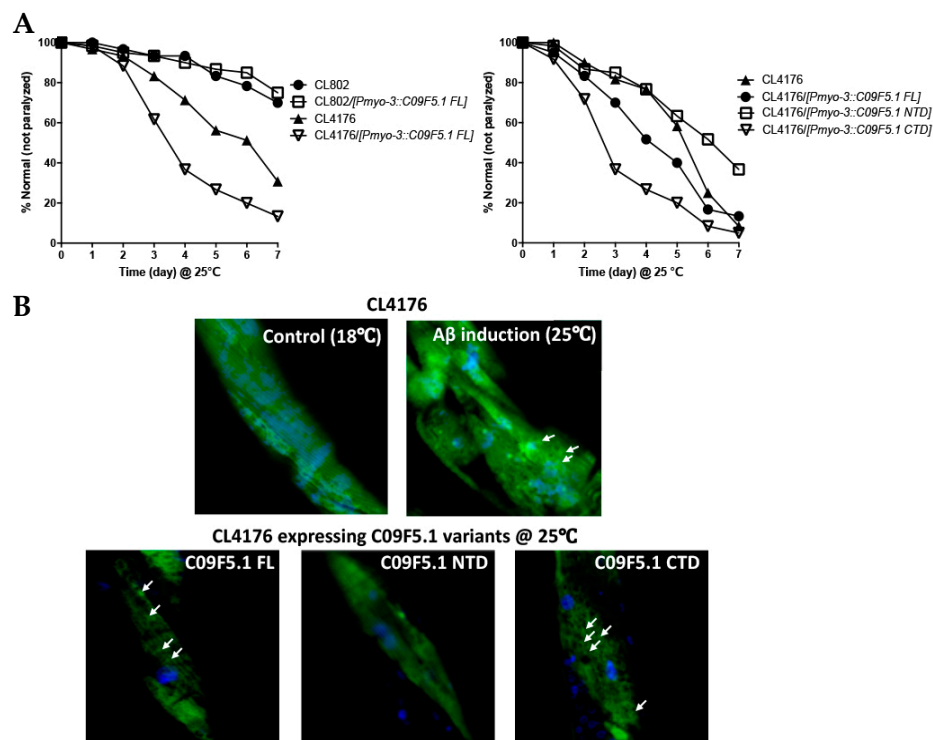 A
% Normal (not paralyzed)
100
80
60
40
20
0
0 1 2 3 4 5 6 7
Time (day) @ 25°C
CL802
CL802/[Pmyo-3::C09F5.1 FL]
CL4176
CL4176/[Pmyo-3::C09F5.1 FL]
% Normal (not paralyzed)
100
80
60
40
20
0
0 1 2 3 4 5 6 7
Time (day) @ 25 °C
CL4176
CL4176/[Pmyo-3::C09F5.1 FL]
CL4176/[Pmyo-3::C09F5.1 NTD]
CL4176/[Pmyo-3::C09F5.1 CTD]
B
CL4176
Control (18℃)
Aβ induction (25℃)
CL4176 expressing C09F5.1 variants @ 25℃
C09F5.1 FL
C09F5.1 NTD
C09F5.1 CTD